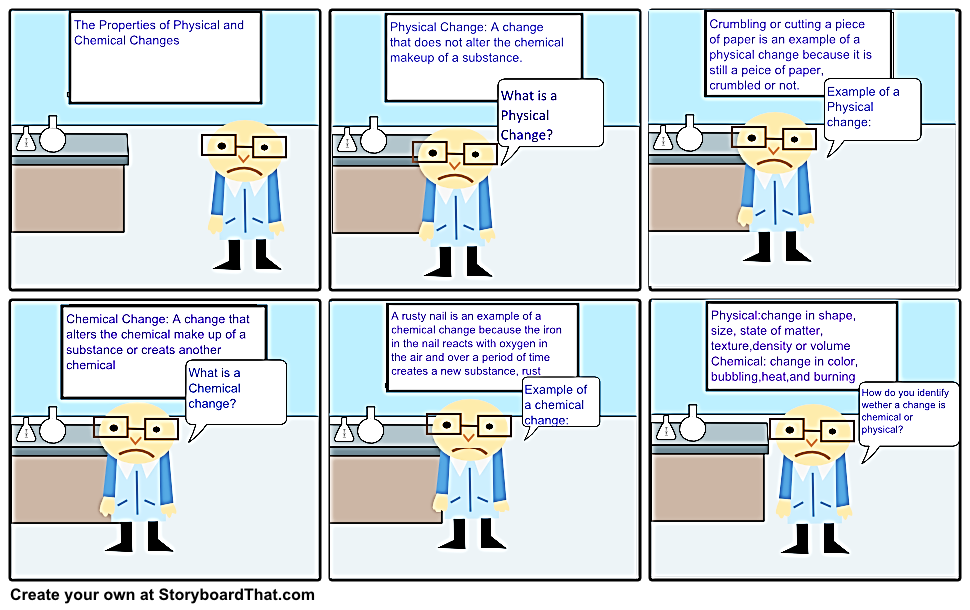 The Properties of Physical and
Chemical Changes
Physical Change: A change
that does not alter the chemical
makeup of a substance.
What is a
Physical
Change?
Crumbling or cutting a piece
of paper is an example of a
physical change because it is
still a peice of paper,
crumbled or not.
Example of a
Physical
change:
Chemical Change: A change that
alters the chemical make up of a
substance or creats another
chemical
What is a
Chemical
change?
A rusty nail is an example of a
chemical change because the iron
in the nail reacts with oxygen in
the air and over a period of time
creates a new substance, rust
Example of
a chemical
change:
Physical:change in shape,
size, state of matter,
texture,density or volume
Chemical: change in color,
bubbling,heat,and burning
How do you identify
wether a change is
chemical or
physical?
Create your own at StoryboardThat.com